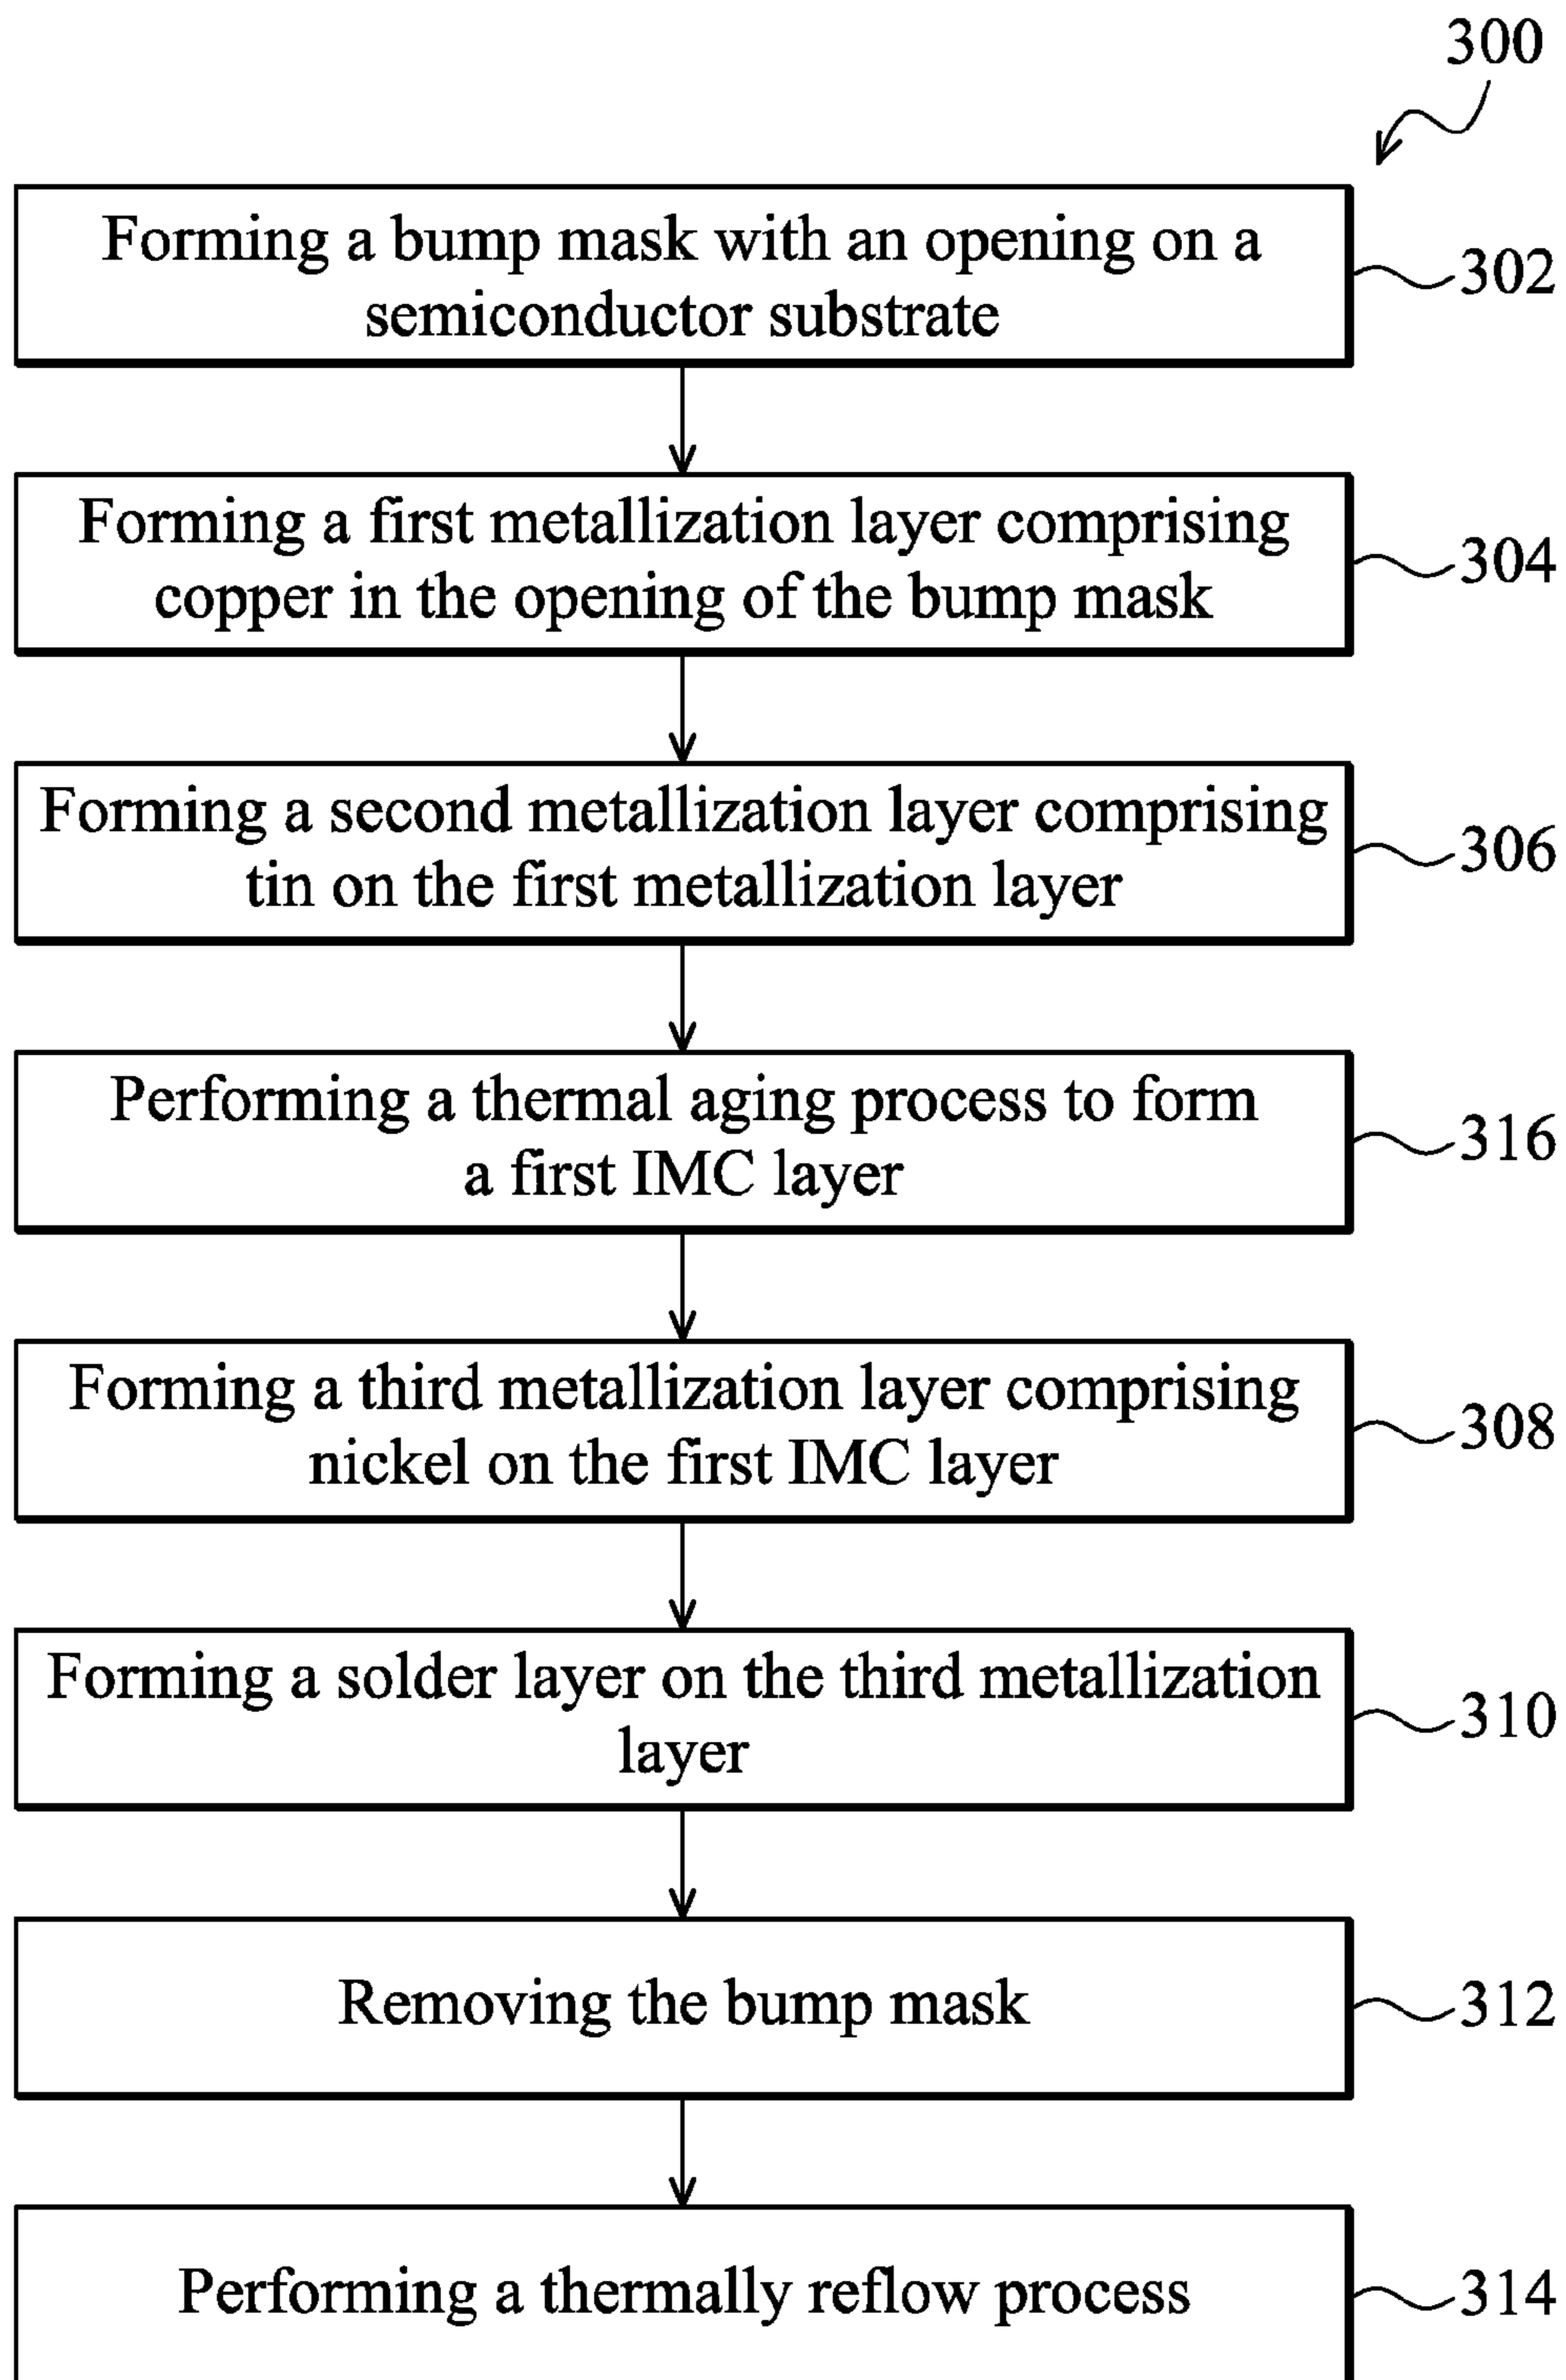 300
Forming a bump mask with an opening on a
semiconductor substrate
302
Forming a first metallization layer comprising
copper in the opening of the bump mask
304
Forming a second metallization layer comprising
tin on the first metallization layer
306
Performing a thermal aging process to form
a first IMC layer
316
Forming a third metallization layer comprising
nickel on the first IMC layer
308
Forming a solder layer on the third metallization
layer
310
Removing the bump mask
312
Performing a thermally reflow process
314